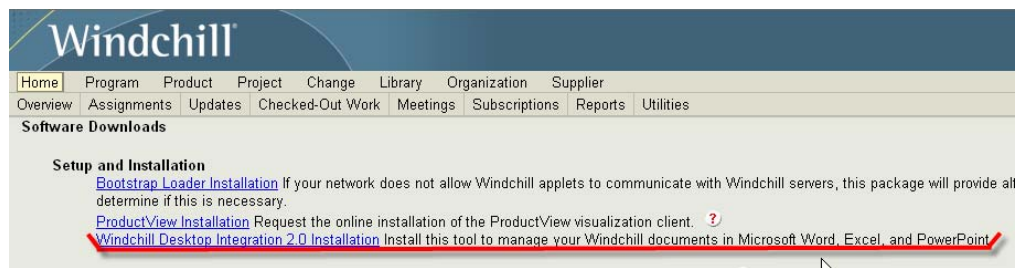 Windchill
Home Program Product Project Change Library Organization Supplier
Overview Assignments Updates Checked-Out Work Meetings Subscriptions Reports Utilities
Software Downloads
Setup and Installation
Bootstrap Loader Installation If your network does not allow Windchill applets to communicate with Windchill servers, this package will provide
determine if this is necessary.
ProductView Installation Request the online installation of the ProductView visualization client. ?
Windchill Desktop Integration 2.0 Installation Install this tool to manage your Windchill documents in Microsoft Word, Excel, and PowerPoint